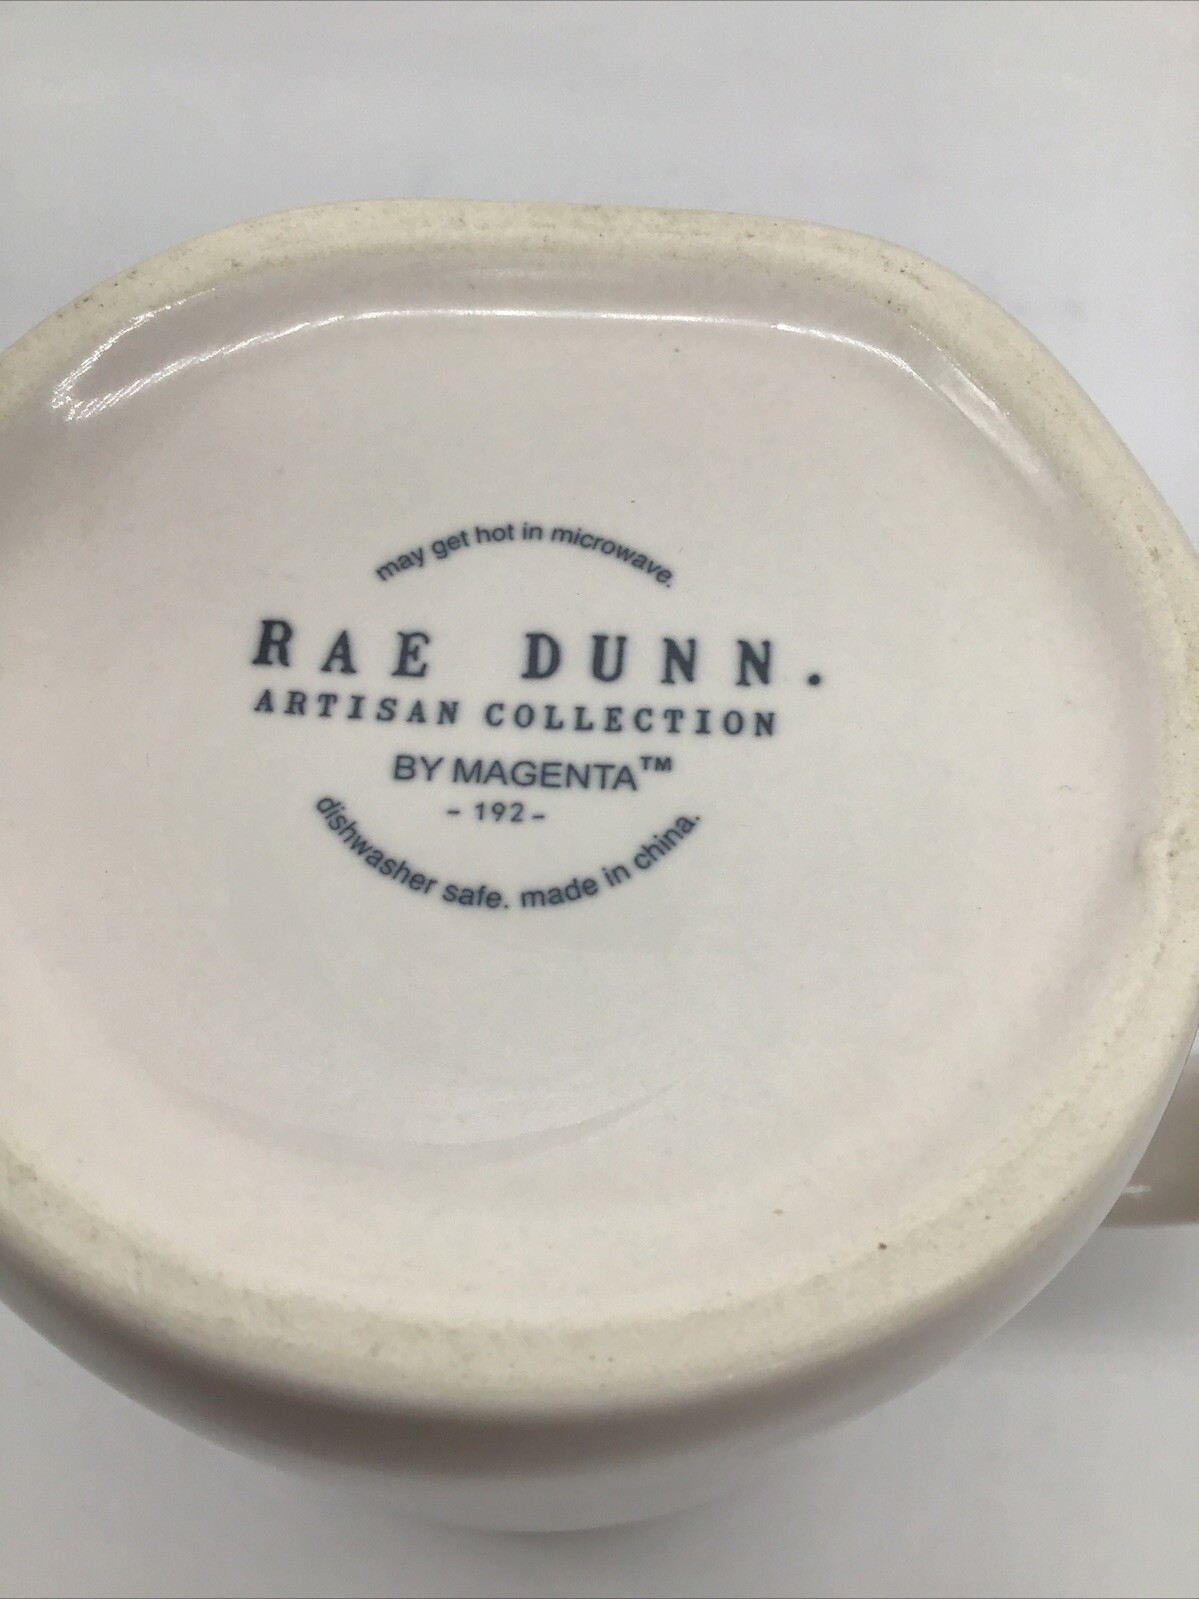 may get hot in microwave.
RAE DUNN.
ARTISAN COLLECTION
BY MAGENTA™
- 192 -
dishwasher safe. made in china.